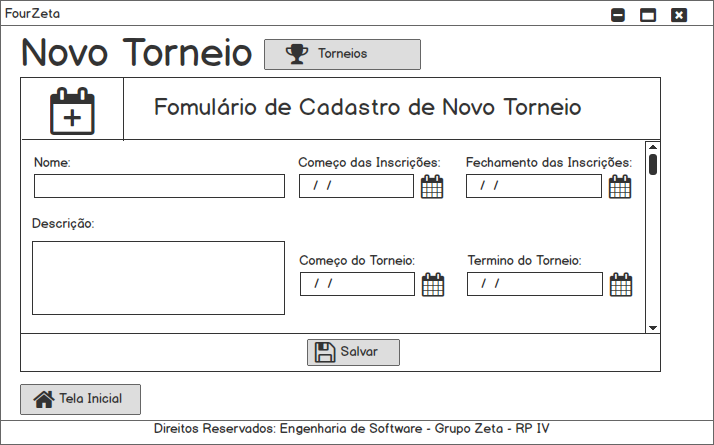 FourZeta
Novo Torneio
Torneios
Fomulário de Cadastro de Novo Torneio
Nome:
Começo das Inscrições:
Fechamento das Inscrições:
/ /
/ /
Descrição:
Começo do Torneio:
Termino do Torneio:
/ /
/ /
Salvar
Tela Inicial
Direitos Reservados: Engenharia de Software - Grupo Zeta - RP IV